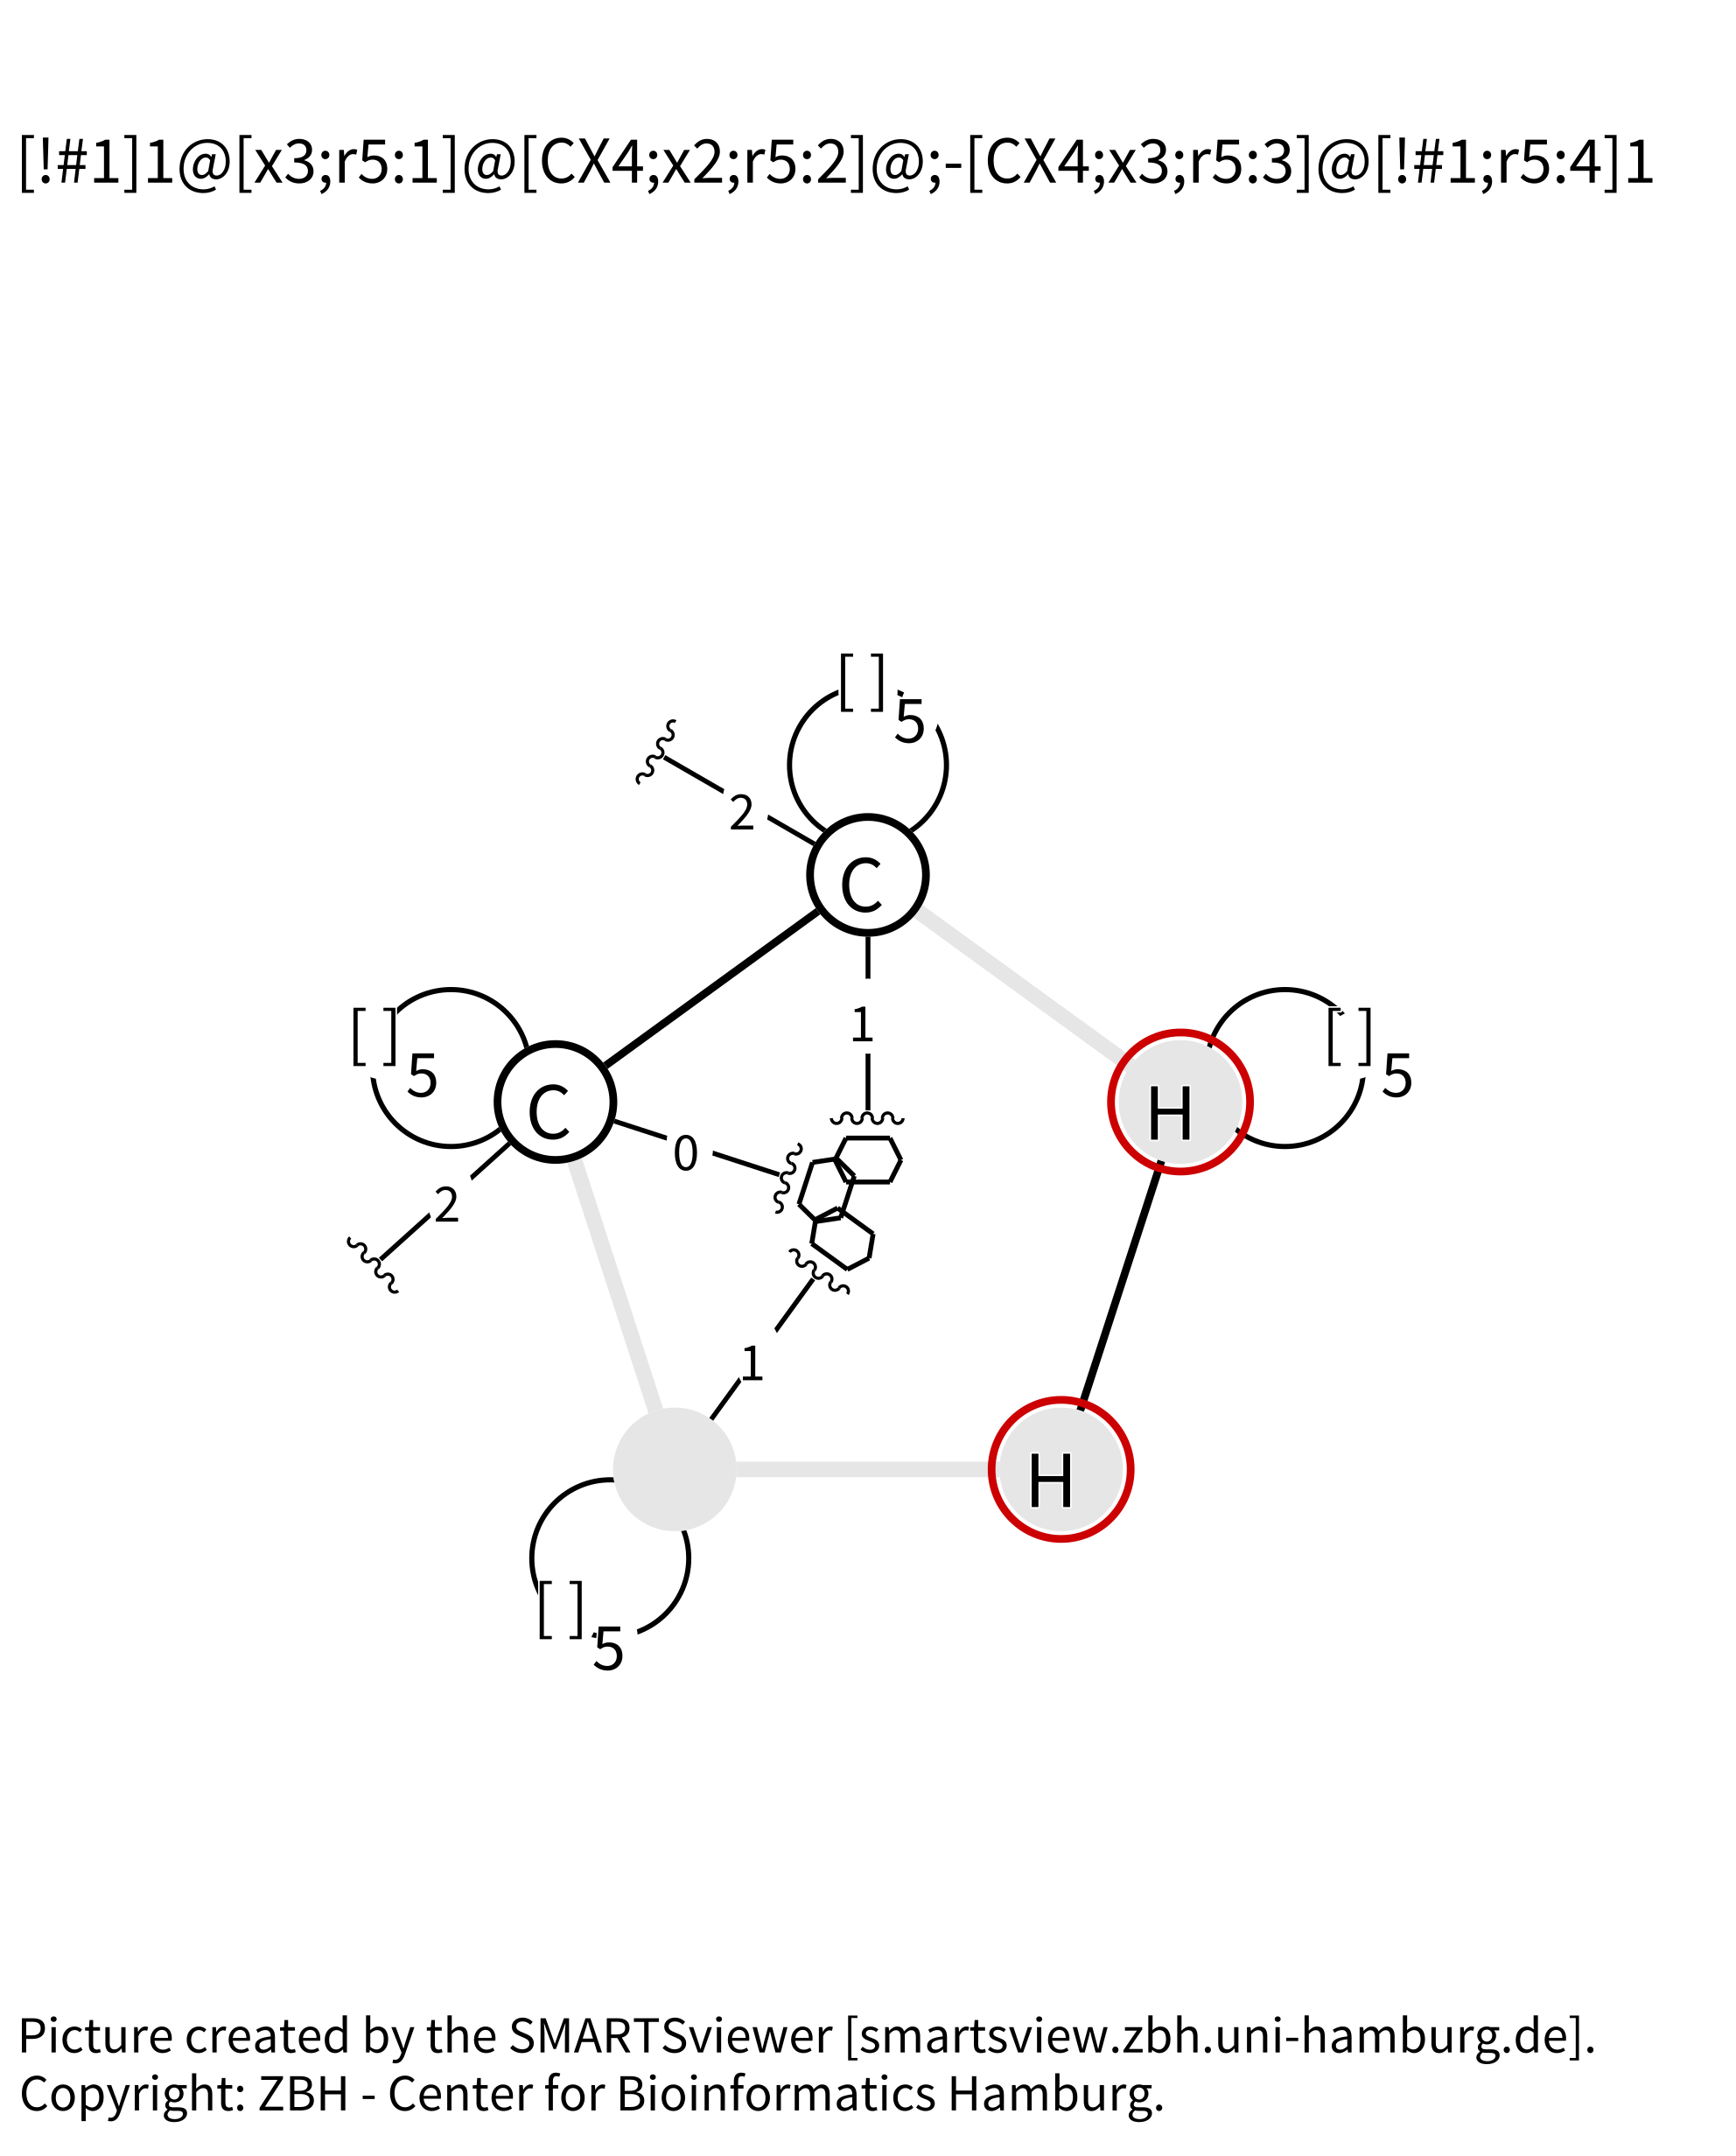 [!#1]1@[x3;r5:1]@[CX4;x2;r5:2]@;-[CX4;x3;r5:3]@[!#1;r5:4]1
[ ]5
2
C
1
[ ]5
[ ]5
C
H
0
2
1
H
[ ]5
Picture created by the SMARTSviewer [smartsview.zbh.uni-hamburg.de].
Copyright: ZBH - Center for Bioinformatics Hamburg.